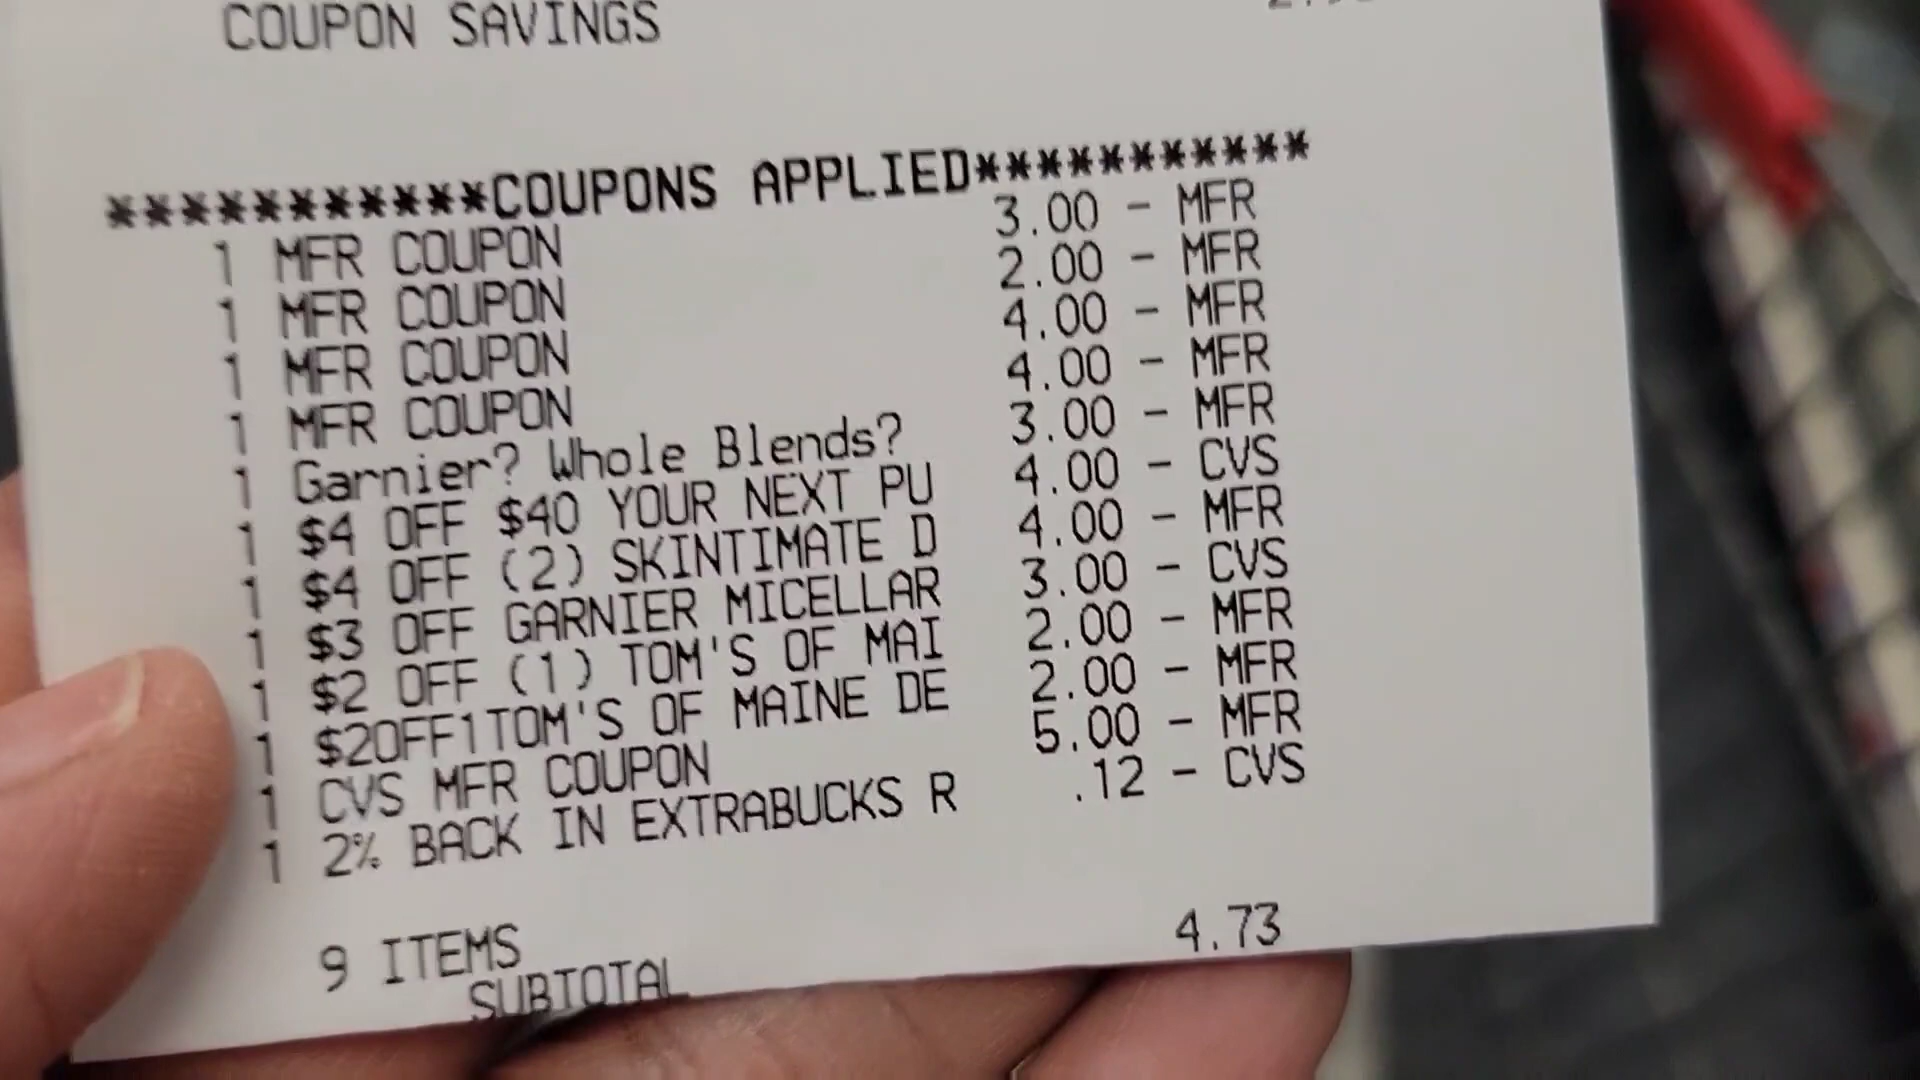 COUPON SAVINGS
***********COUPONS APPLIED***********
1 MFR COUPON 3.00 - MFR
1 MFR COUPON 2.00 - MFR
1 MFR COUPON 4.00 - MFR
1 MFR COUPON 4.00 - MFR
1 Garnier? Whole Blends? 3.00 - MFR
1 $4 OFF $40 YOUR NEXT PU 4.00 - CVS
1 $4 OFF (2) SKINTIMATE D 4.00 - MFR
1 $3 OFF GARNIER MICELLAR 3.00 - CVS
1 $2 OFF (1) TOM'S OF MAI 2.00 - MFR
1 $2OFF1TOM'S OF MAINE DE 2.00 - MFR
1 CVS MFR COUPON 5.00 - MFR
1 2% BACK IN EXTRABUCKS R .12 - CVS
9 ITEMS
SUBTOTAL 4.73